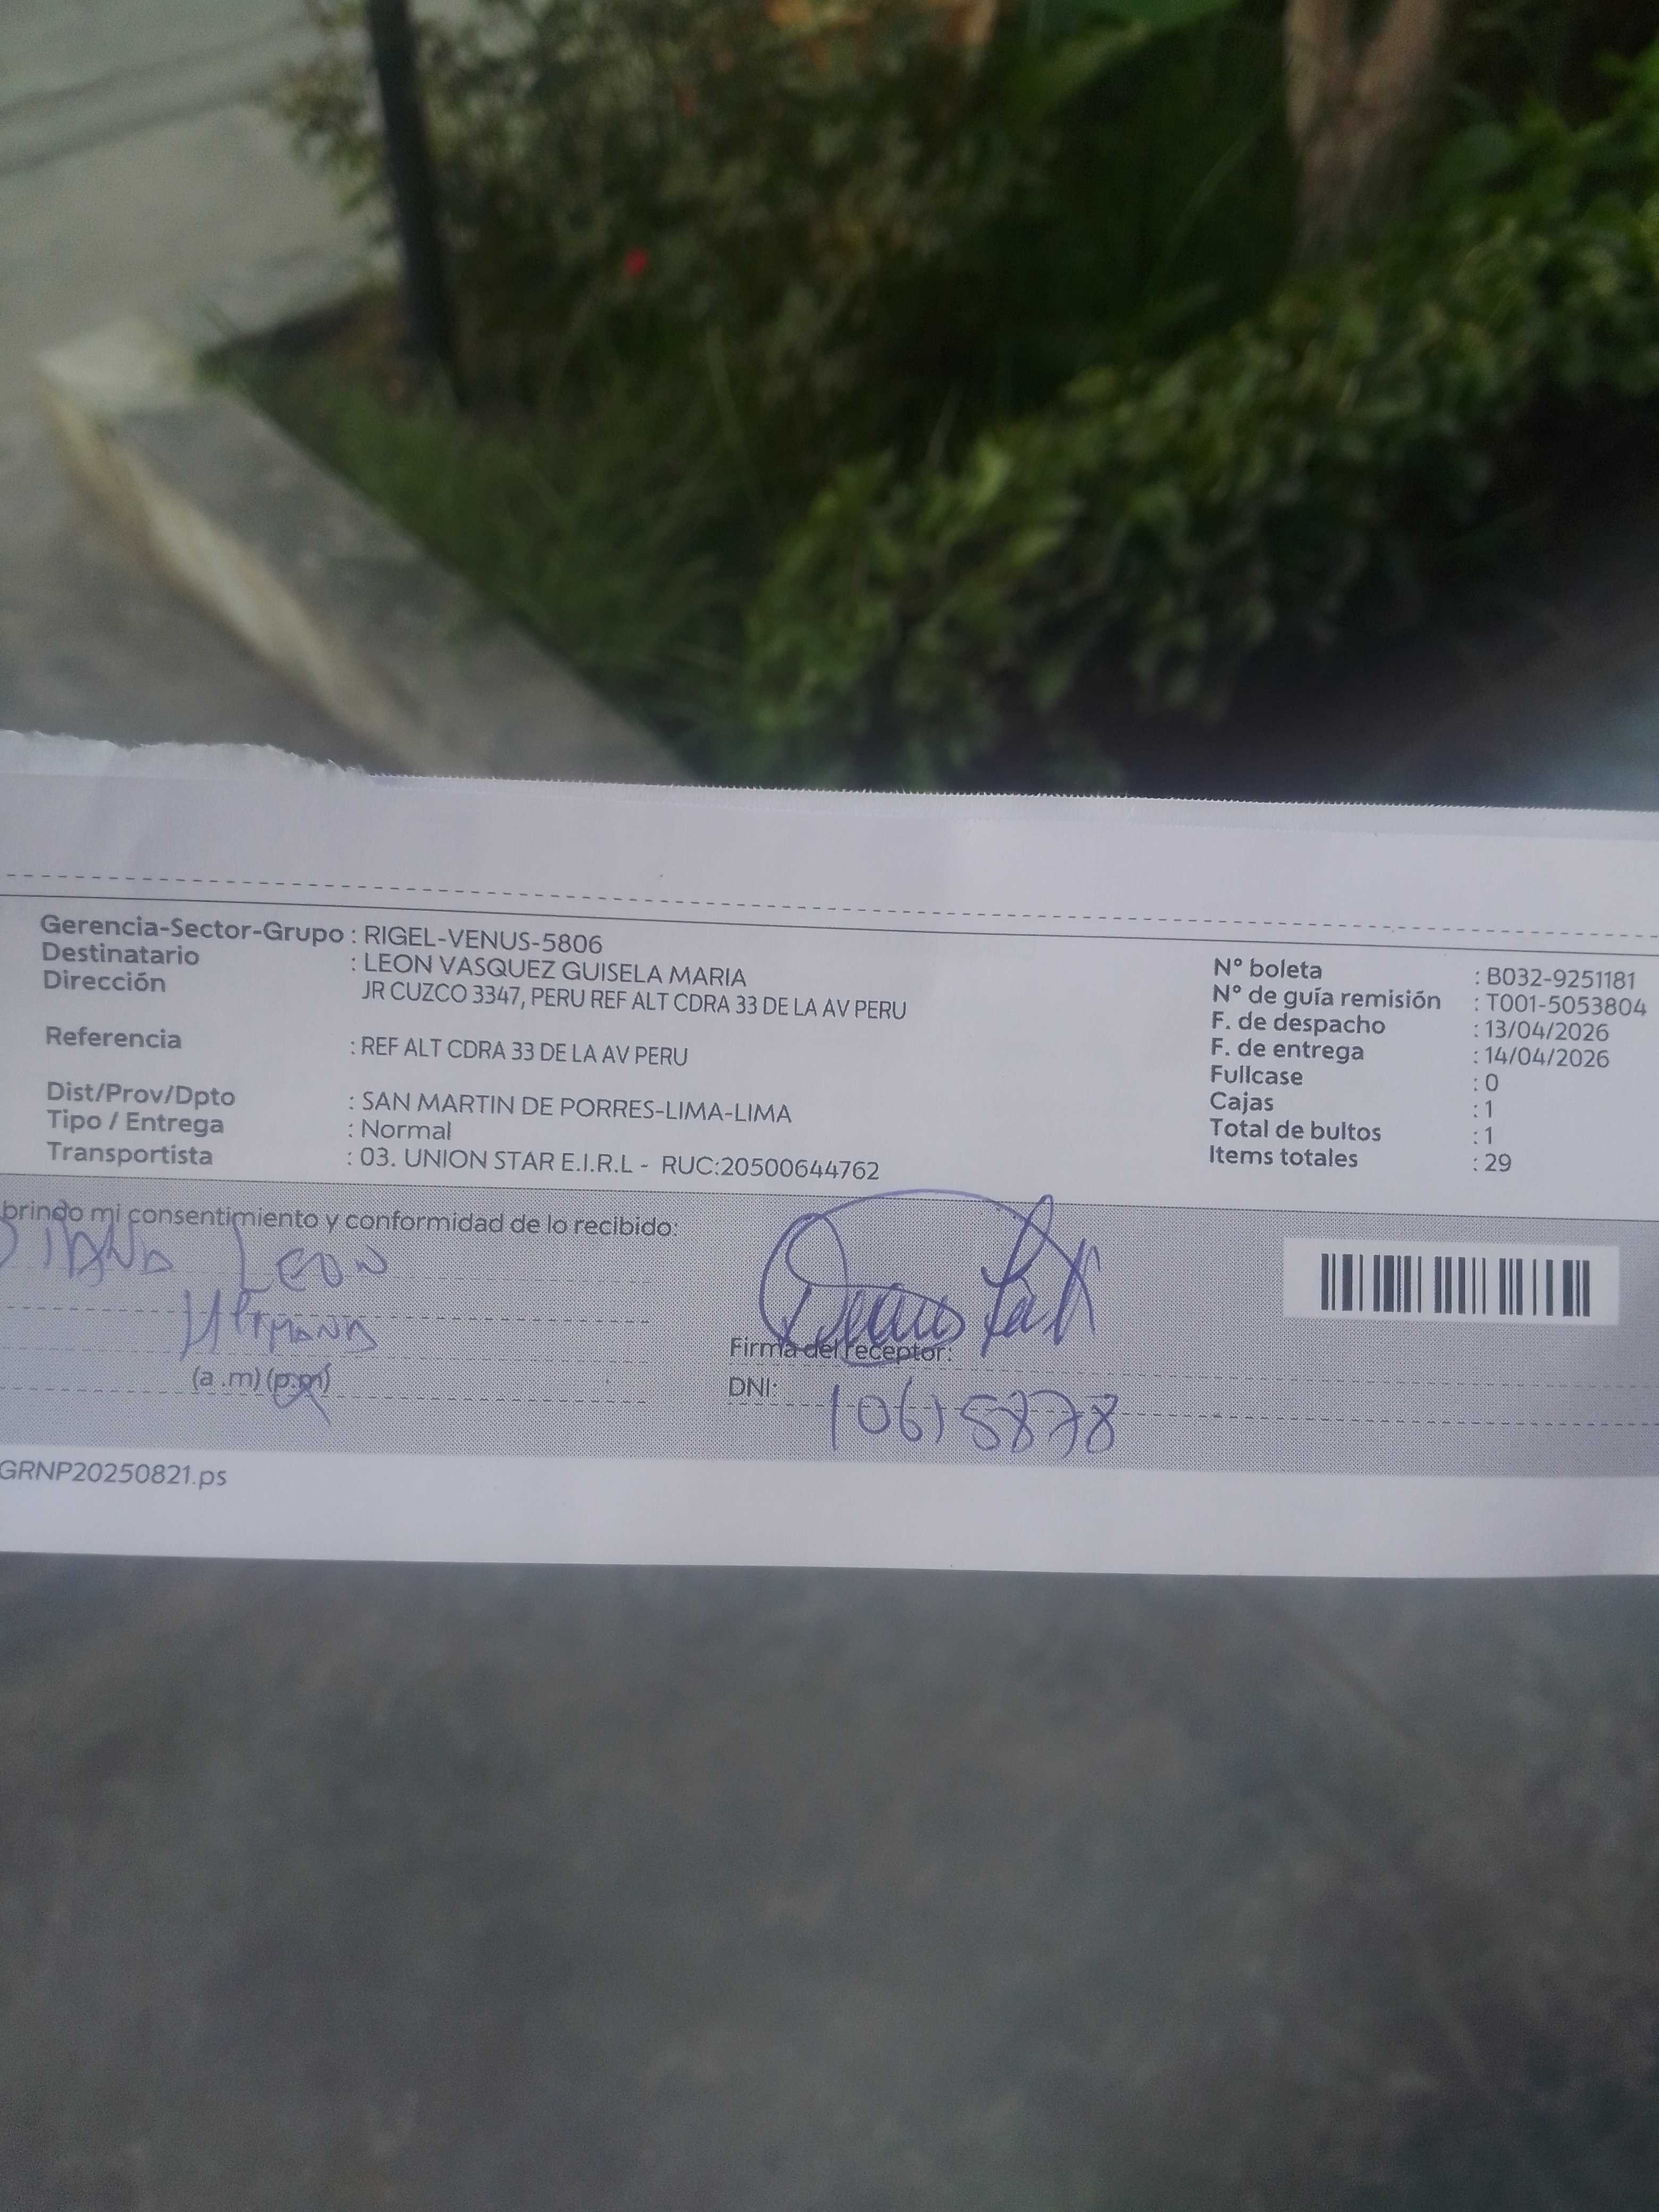 Gerencia-Sector-Grupo : RIGEL-VENUS-5806
Destinatario : LEON VASQUEZ GUISELA MARIA
Dirección JR CUZCO 3347, PERU REF ALT CDRA 33 DE LA AV PERU
Referencia : REF ALT CDRA 33 DE LA AV PERU
Dist/Prov/Dpto : SAN MARTIN DE PORRES-LIMA-LIMA
Tipo / Entrega : Normal
Transportista : 03. UNION STAR E.I.R.L - RUC:20500644762
N° boleta : B032-9251181
N° de guía remisión : T001-5053804
F. de despacho : 13/04/2026
F. de entrega : 14/04/2026
Fullcase : 0
Cajas : 1
Total de bultos : 1
Items totales : 29
brindo mi consentimiento y conformidad de lo recibido:
DIANA LEON
HERMANA
(a.m) (p.m)
Firma del receptor:
DNI: 10615878
GRNP20250821.ps